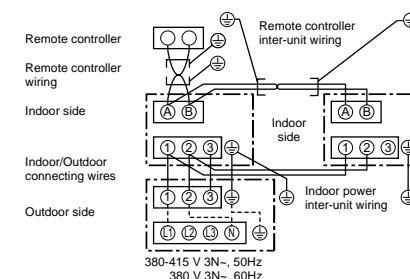 Remote controller
Remote controller
wiring
Indoor side
Indoor/Outdoor
connecting wires
Outdoor side
Remote controller
inter-unit wiring
A B
A B
Indoor
side
1 2 3
1 2 3
Indoor power
inter-unit wiring
1 2 3
L1 L2 L3 N
380-415 V 3N~, 50Hz
380 V 3N~, 60Hz